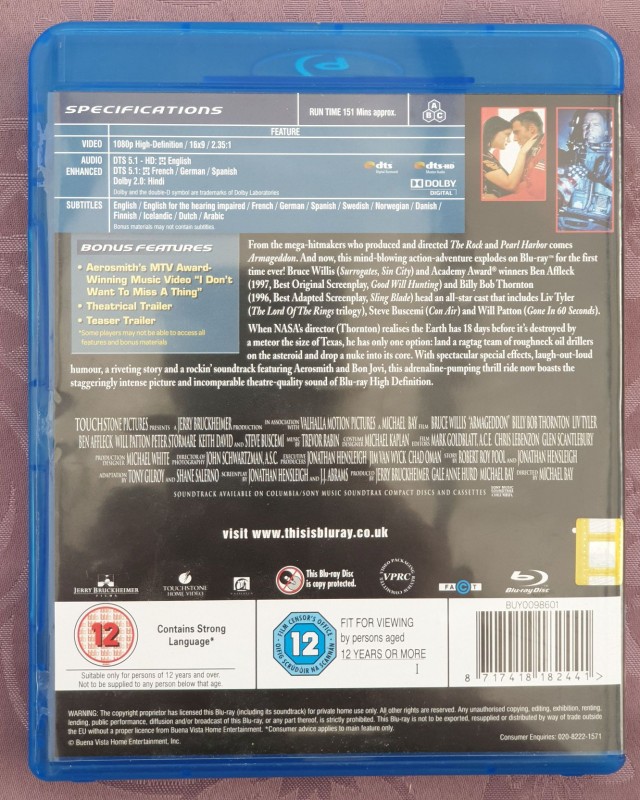 SPECIFICATIONS
RUN TIME 151 Mins approx.
A B C
FEATURE
VIDEO 1080p High-Definition / 16x9 / 2.35:1
AUDIO ENHANCED DTS 5.1 - HD: English
DTS 5.1: French / German / Spanish
Dolby 2.0: Hindi
Dolby and the double-D symbol are trademarks of Dolby Laboratories
dts
dts-HD
DOLBY
DIGITAL
SUBTITLES English / English for the hearing impaired / French / German / Spanish / Swedish / Norwegian / Danish /
Finnish / Icelandic / Dutch / Arabic
Bonus materials may not contain subtitles.
BONUS FEATURES
• Aerosmith's MTV Award-
Winning Music Video "I Don't
Want To Miss A Thing"
• Theatrical Trailer
• Teaser Trailer
*Some players may not be able to access all
features and bonus materials
From the mega-hitmakers who produced and directed The Rock and Pearl Harbor comes
Armageddon. And now, this mind-blowing action-adventure explodes on Blu-ray™ for the first
time ever! Bruce Willis (Surrogates, Sin City) and Academy Award® winners Ben Affleck
(1997, Best Original Screenplay, Good Will Hunting) and Billy Bob Thornton
(1996, Best Adapted Screenplay, Sling Blade) head an all-star cast that includes Liv Tyler
(The Lord Of The Rings trilogy), Steve Buscemi (Con Air) and Will Patton (Gone In 60 Seconds).
When NASA's director (Thornton) realises the Earth has 18 days before it's destroyed by
a meteor the size of Texas, he has only one option: land a ragtag team of roughneck oil drillers
on the asteroid and drop a nuke into its core. With spectacular special effects, laugh-out-loud
humour, a riveting story and a rockin' soundtrack featuring Aerosmith and Bon Jovi, this adrenaline-pumping thrill ride now boasts the
staggeringly intense picture and incomparable theatre-quality sound of Blu-ray High Definition.
TOUCHSTONE PICTURES PRESENTS A JERRY BRUCKHEIMER PRODUCTION IN ASSOCIATION WITH VALHALLA MOTION PICTURES A MICHAEL BAY FILM BRUCE WILLIS "ARMAGEDDON" BILLY BOB THORNTON LIV TYLER
BEN AFFLECK WILL PATTON PETER STORMARE KEITH DAVID AND STEVE BUSCEMI MUSIC BY TREVOR RABIN COSTUME DESIGNER MICHAEL KAPLAN FILM EDITORS MARK GOLDBLATT, A.C.E. CHRIS LEBENZON GLEN SCANTLEBURY
PRODUCTION DESIGNER MICHAEL WHITE DIRECTOR OF PHOTOGRAPHY JOHN SCHWARTZMAN, A.S.C. EXECUTIVE PRODUCERS JONATHAN HENSLEIGH JIM VAN WYCK CHAD OMAN STORY BY ROBERT ROY POOL AND JONATHAN HENSLEIGH
ADAPTATION BY TONY GILROY AND SHANE SALERNO SCREENPLAY BY JONATHAN HENSLEIGH AND J.J. ABRAMS PRODUCED BY JERRY BRUCKHEIMER GALE ANNE HURD MICHAEL BAY DIRECTED BY MICHAEL BAY
SOUNDTRACK AVAILABLE ON COLUMBIA/SONY MUSIC SOUNDTRAX COMPACT DISCS AND CASSETTES
visit www.thisisbluray.co.uk
JERRY BRUCKHEIMER
FILMS
TOUCHSTONE
HOME VIDEO
This Blu-ray Disc
is copy protected.
VPRC
FACT
Blu-ray Disc
12
Contains Strong
Language*
Suitable only for persons of 12 years and over.
Not to be supplied to any person below that age.
FILM CENSOR'S OFFICE
12
OIFIG SCRÚDÓIR NA SCANNÁN
FIT FOR VIEWING
by persons aged
12 YEARS OR MORE
BUY0098601
8 717418 182441 >
WARNING: The copyright proprietor has licensed this Blu-ray (including its soundtrack) for private home use only. All other rights are reserved. Any unauthorised copying, editing, exhibition, renting,
lending, public performance, diffusion and/or broadcast of this Blu-ray, or any part thereof, is strictly prohibited. This Blu-ray is not to be exported, resupplied or distributed by way of trade outside
the EU without a proper licence from Buena Vista Home Entertainment. *Consumer advice applies to main feature only.
© Buena Vista Home Entertainment, Inc.
Consumer Enquiries: 020-8222-1571